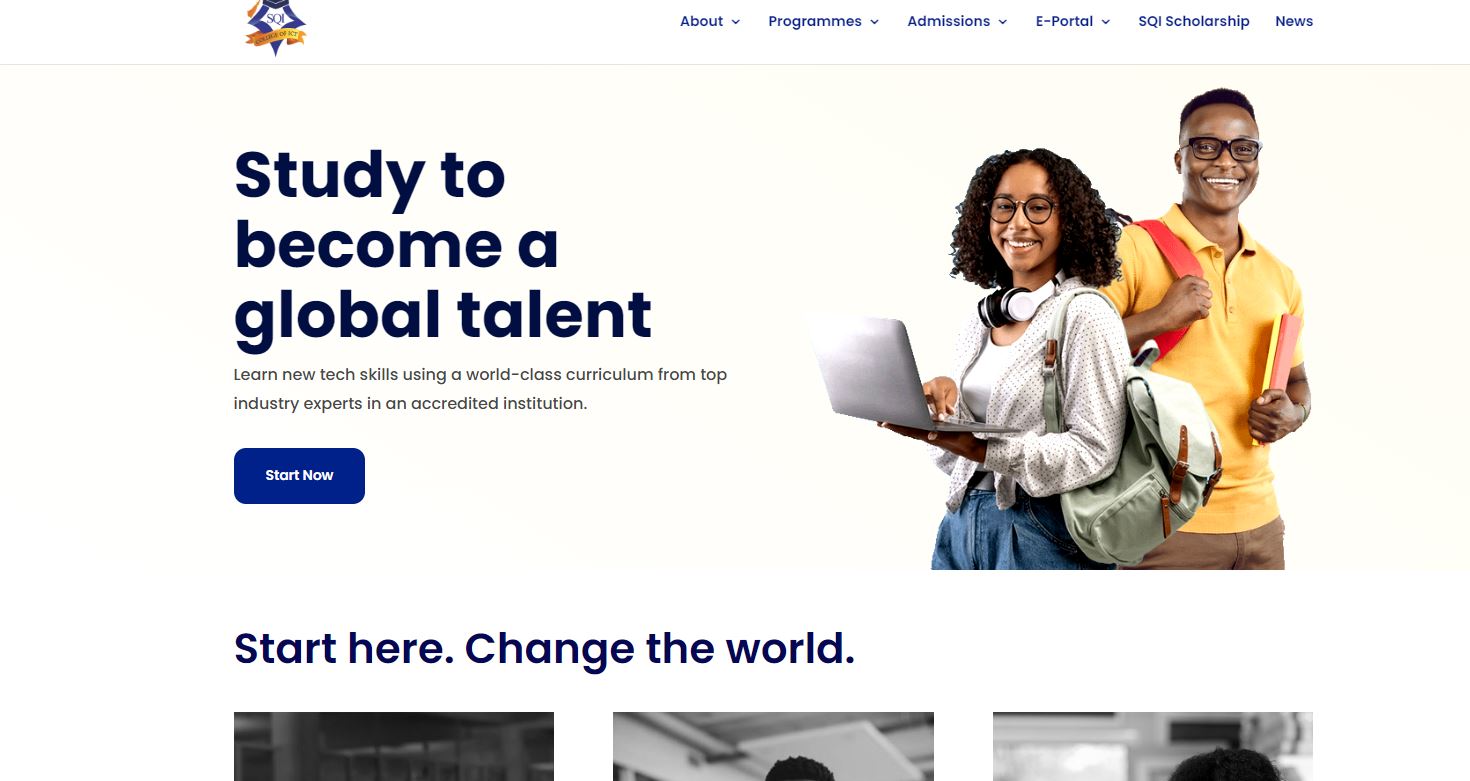 SQI
COLLEGE OF ICT
About
Programmes
Admissions
E-Portal
SQI Scholarship
News
Study to
become a
global talent
Learn new tech skills using a world-class curriculum from top
industry experts in an accredited institution.
Start Now
Start here. Change the world.